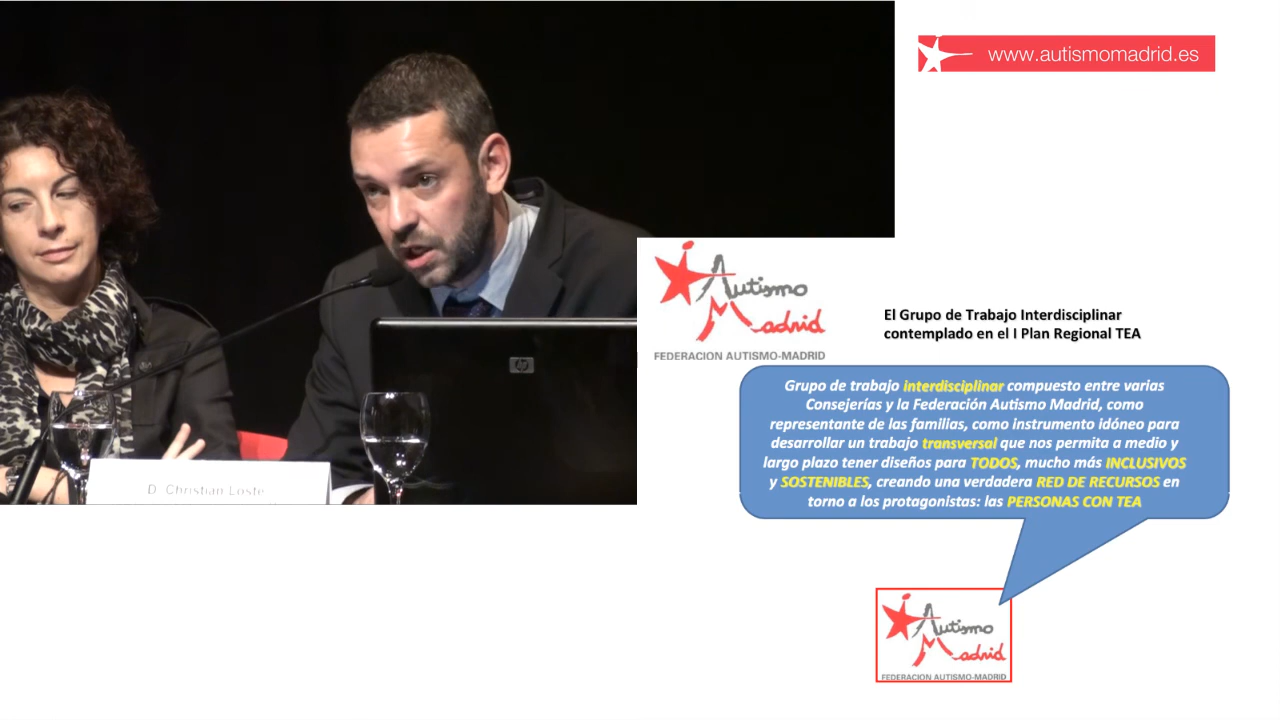 www.autismomadrid.es
Autismo
Madrid
FEDERACION AUTISMO-MADRID
El Grupo de Trabajo Interdisciplinar
contemplado en el I Plan Regional TEA
Grupo de trabajo interdisciplinar compuesto entre varias
Consejerías y la Federación Autismo Madrid, como
representante de las familias, como instrumento idóneo para
desarrollar un trabajo transversal que nos permita a medio y
largo plazo tener diseños para TODOS, mucho más INCLUSIVOS
y SOSTENIBLES, creando una verdadera RED DE RECURSOS en
torno a los protagonistas: las PERSONAS CON TEA
hp
D. Christian Loste
Autismo
Madrid
FEDERACION AUTISMO-MADRID